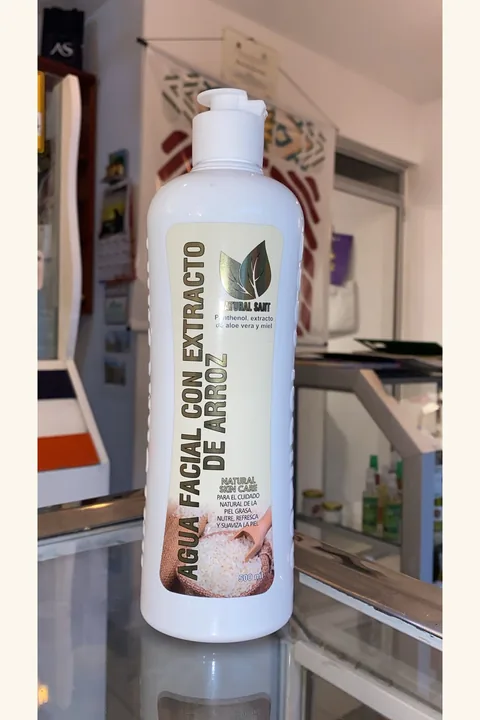 AS
NATURAL SANT
Panthenol, extracto
de aloe vera y miel
AGUA FACIAL CON EXTRACTO
DE ARROZ
NATURAL
SKIN CARE
PARA EL CUIDADO
NATURAL DE LA
PIEL GRASA,
NUTRE, REFRESCA
Y SUAVIZA LA PIEL
500 ml